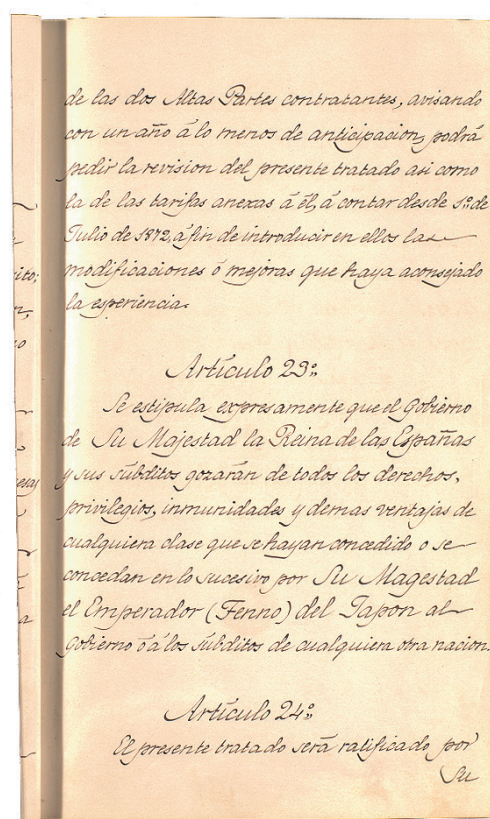 de las dos Altas Partes contratantes, avisando
con un año á lo menos de anticipacion, podrá
pedir la revision del presente tratado asi como
la de las tarifas anexas á él, á contar desde 1º de
Julio de 1872, á fin de introducir en ellos las
modificaciones ó mejoras que haya aconsejado
la esperiencia.
Artículo 23º
Se estipula expresamente que el Gobierno
de Su Majestad la Reina de las Españas
y sus súbditos gozarán de todos los derechos,
privilegios, inmunidades y demas ventajas de
cualquiera clase que se hayan concedido o se
concedan en lo sucesivo por Su Magestad
el Emperador (Tenno) del Japon al
Gobierno ó á los súbditos de cualquiera otra nacion.
Artículo 24º
El presente tratado será ratificado por
Su